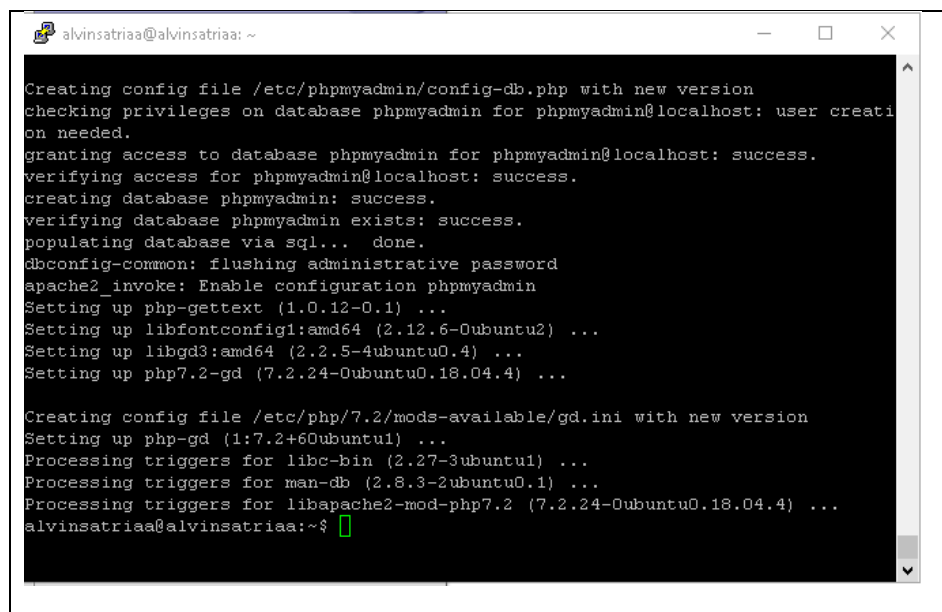 alvinsatriaa@alvinsatriaa: ~
Creating config file /etc/phpmyadmin/config-db.php with new version
checking privileges on database phpmyadmin for phpmyadmin@localhost: user creati
on needed.
granting access to database phpmyadmin for phpmyadmin@localhost: success.
verifying access for phpmyadmin@localhost: success.
creating database phpmyadmin: success.
verifying database phpmyadmin exists: success.
populating database via sql...  done.
dbconfig-common: flushing administrative password
apache2_invoke: Enable configuration phpmyadmin
Setting up php-gettext (1.0.12-0.1) ...
Setting up libfontconfig1:amd64 (2.12.6-0ubuntu2) ...
Setting up libgd3:amd64 (2.2.5-4ubuntu0.4) ...
Setting up php7.2-gd (7.2.24-0ubuntu0.18.04.4) ...
Creating config file /etc/php/7.2/mods-available/gd.ini with new version
Setting up php-gd (1:7.2+60ubuntu1) ...
Processing triggers for libc-bin (2.27-3ubuntu1) ...
Processing triggers for man-db (2.8.3-2ubuntu0.1) ...
Processing triggers for libapache2-mod-php7.2 (7.2.24-0ubuntu0.18.04.4) ...
alvinsatriaa@alvinsatriaa:~$